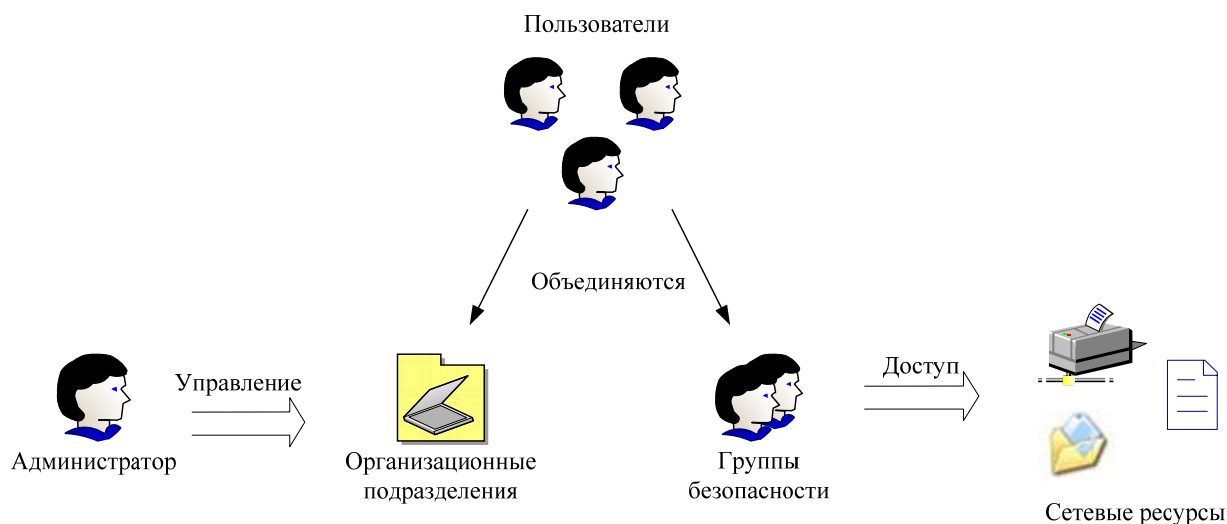 Пользователи
Объединяются
Управление
Доступ
Администратор
Организационные
подразделения
Группы
безопасности
Сетевые ресурсы